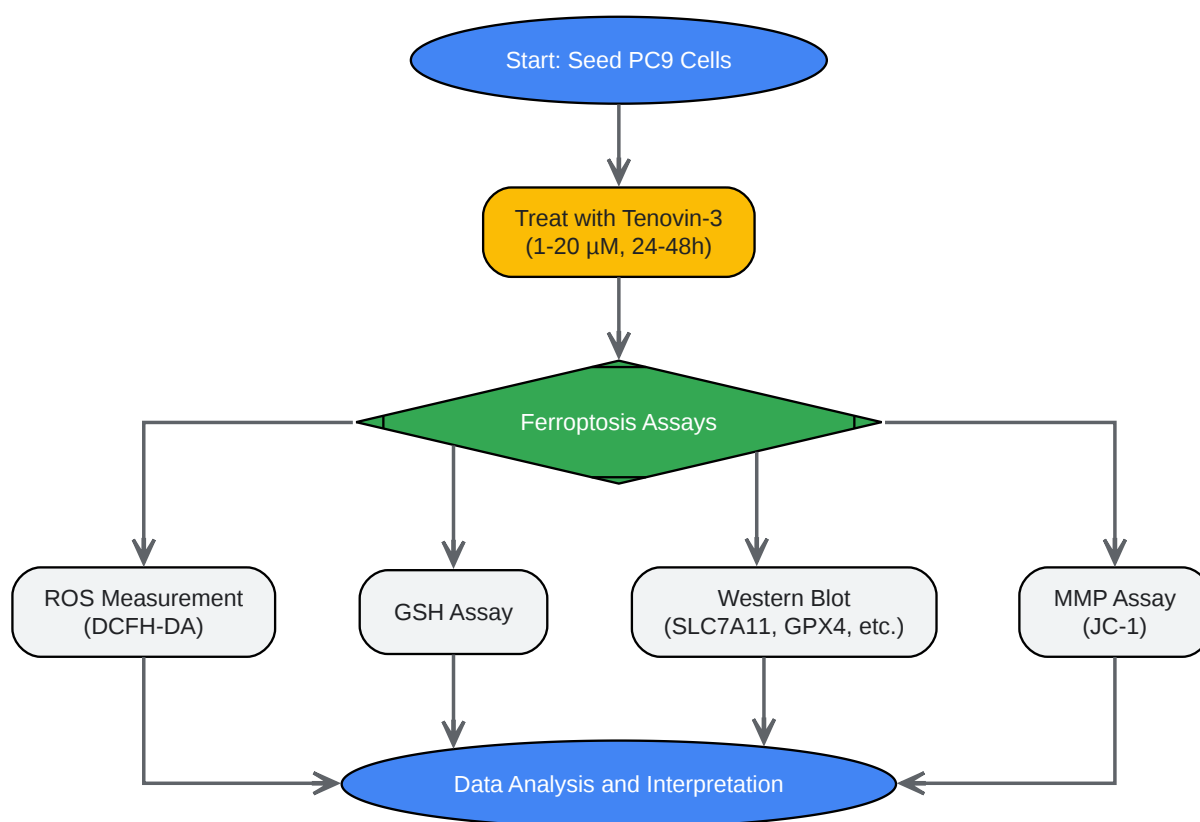 Start: Seed PC9 Cells
Treat with Tenovin-3
(1-20 µM, 24-48h)
Ferroptosis Assays
ROS Measurement
(DCFH-DA)
GSH Assay
Western Blot
(SLC7A11, GPX4, etc.)
MMP Assay
(JC-1)
Data Analysis and Interpretation